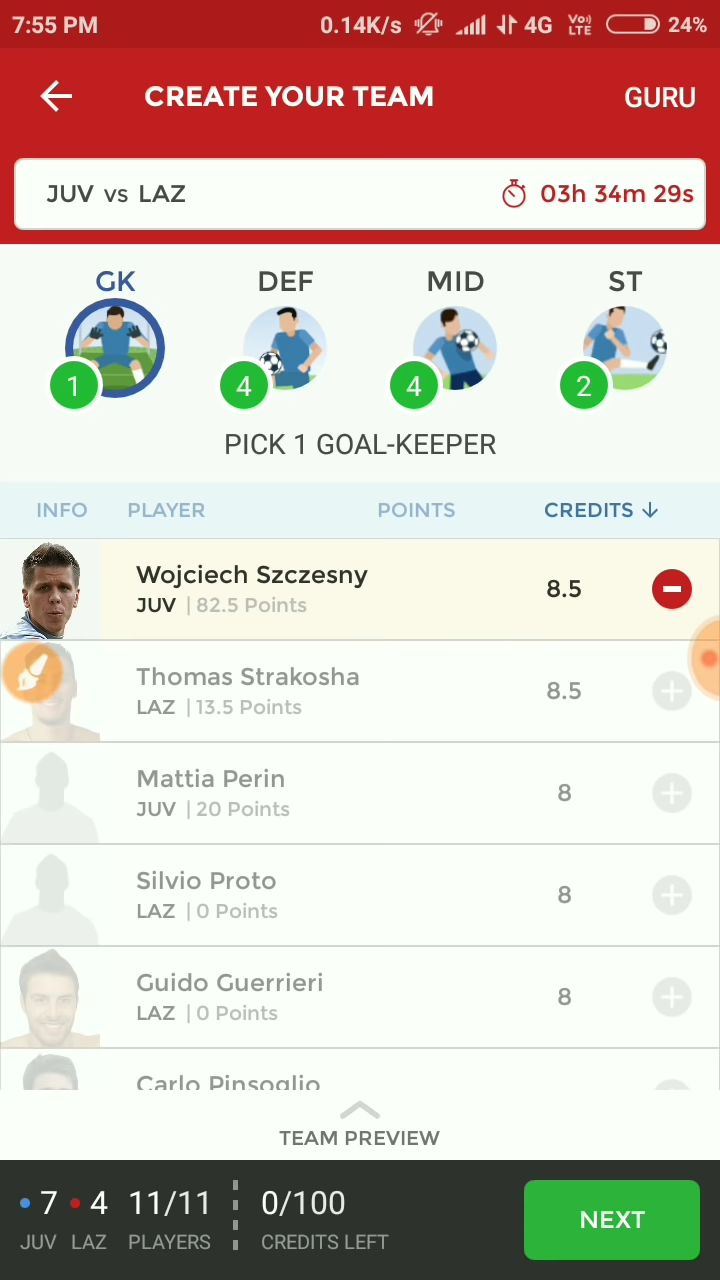 7:55 PM 0.14K/s 4G Vo)) LTE 24%
CREATE YOUR TEAM GURU
JUV vs LAZ 03h 34m 29s
GK DEF MID ST
1 4 4 2
PICK 1 GOAL-KEEPER
INFO PLAYER POINTS CREDITS
Wojciech Szczesny 8.5
JUV | 82.5 Points
Thomas Strakosha 8.5
LAZ | 13.5 Points
Mattia Perin 8
JUV | 20 Points
Silvio Proto 8
LAZ | 0 Points
Guido Guerrieri 8
LAZ | 0 Points
Carlo Pinsoglio
TEAM PREVIEW
7 4 11/11 0/100
JUV LAZ PLAYERS CREDITS LEFT
NEXT